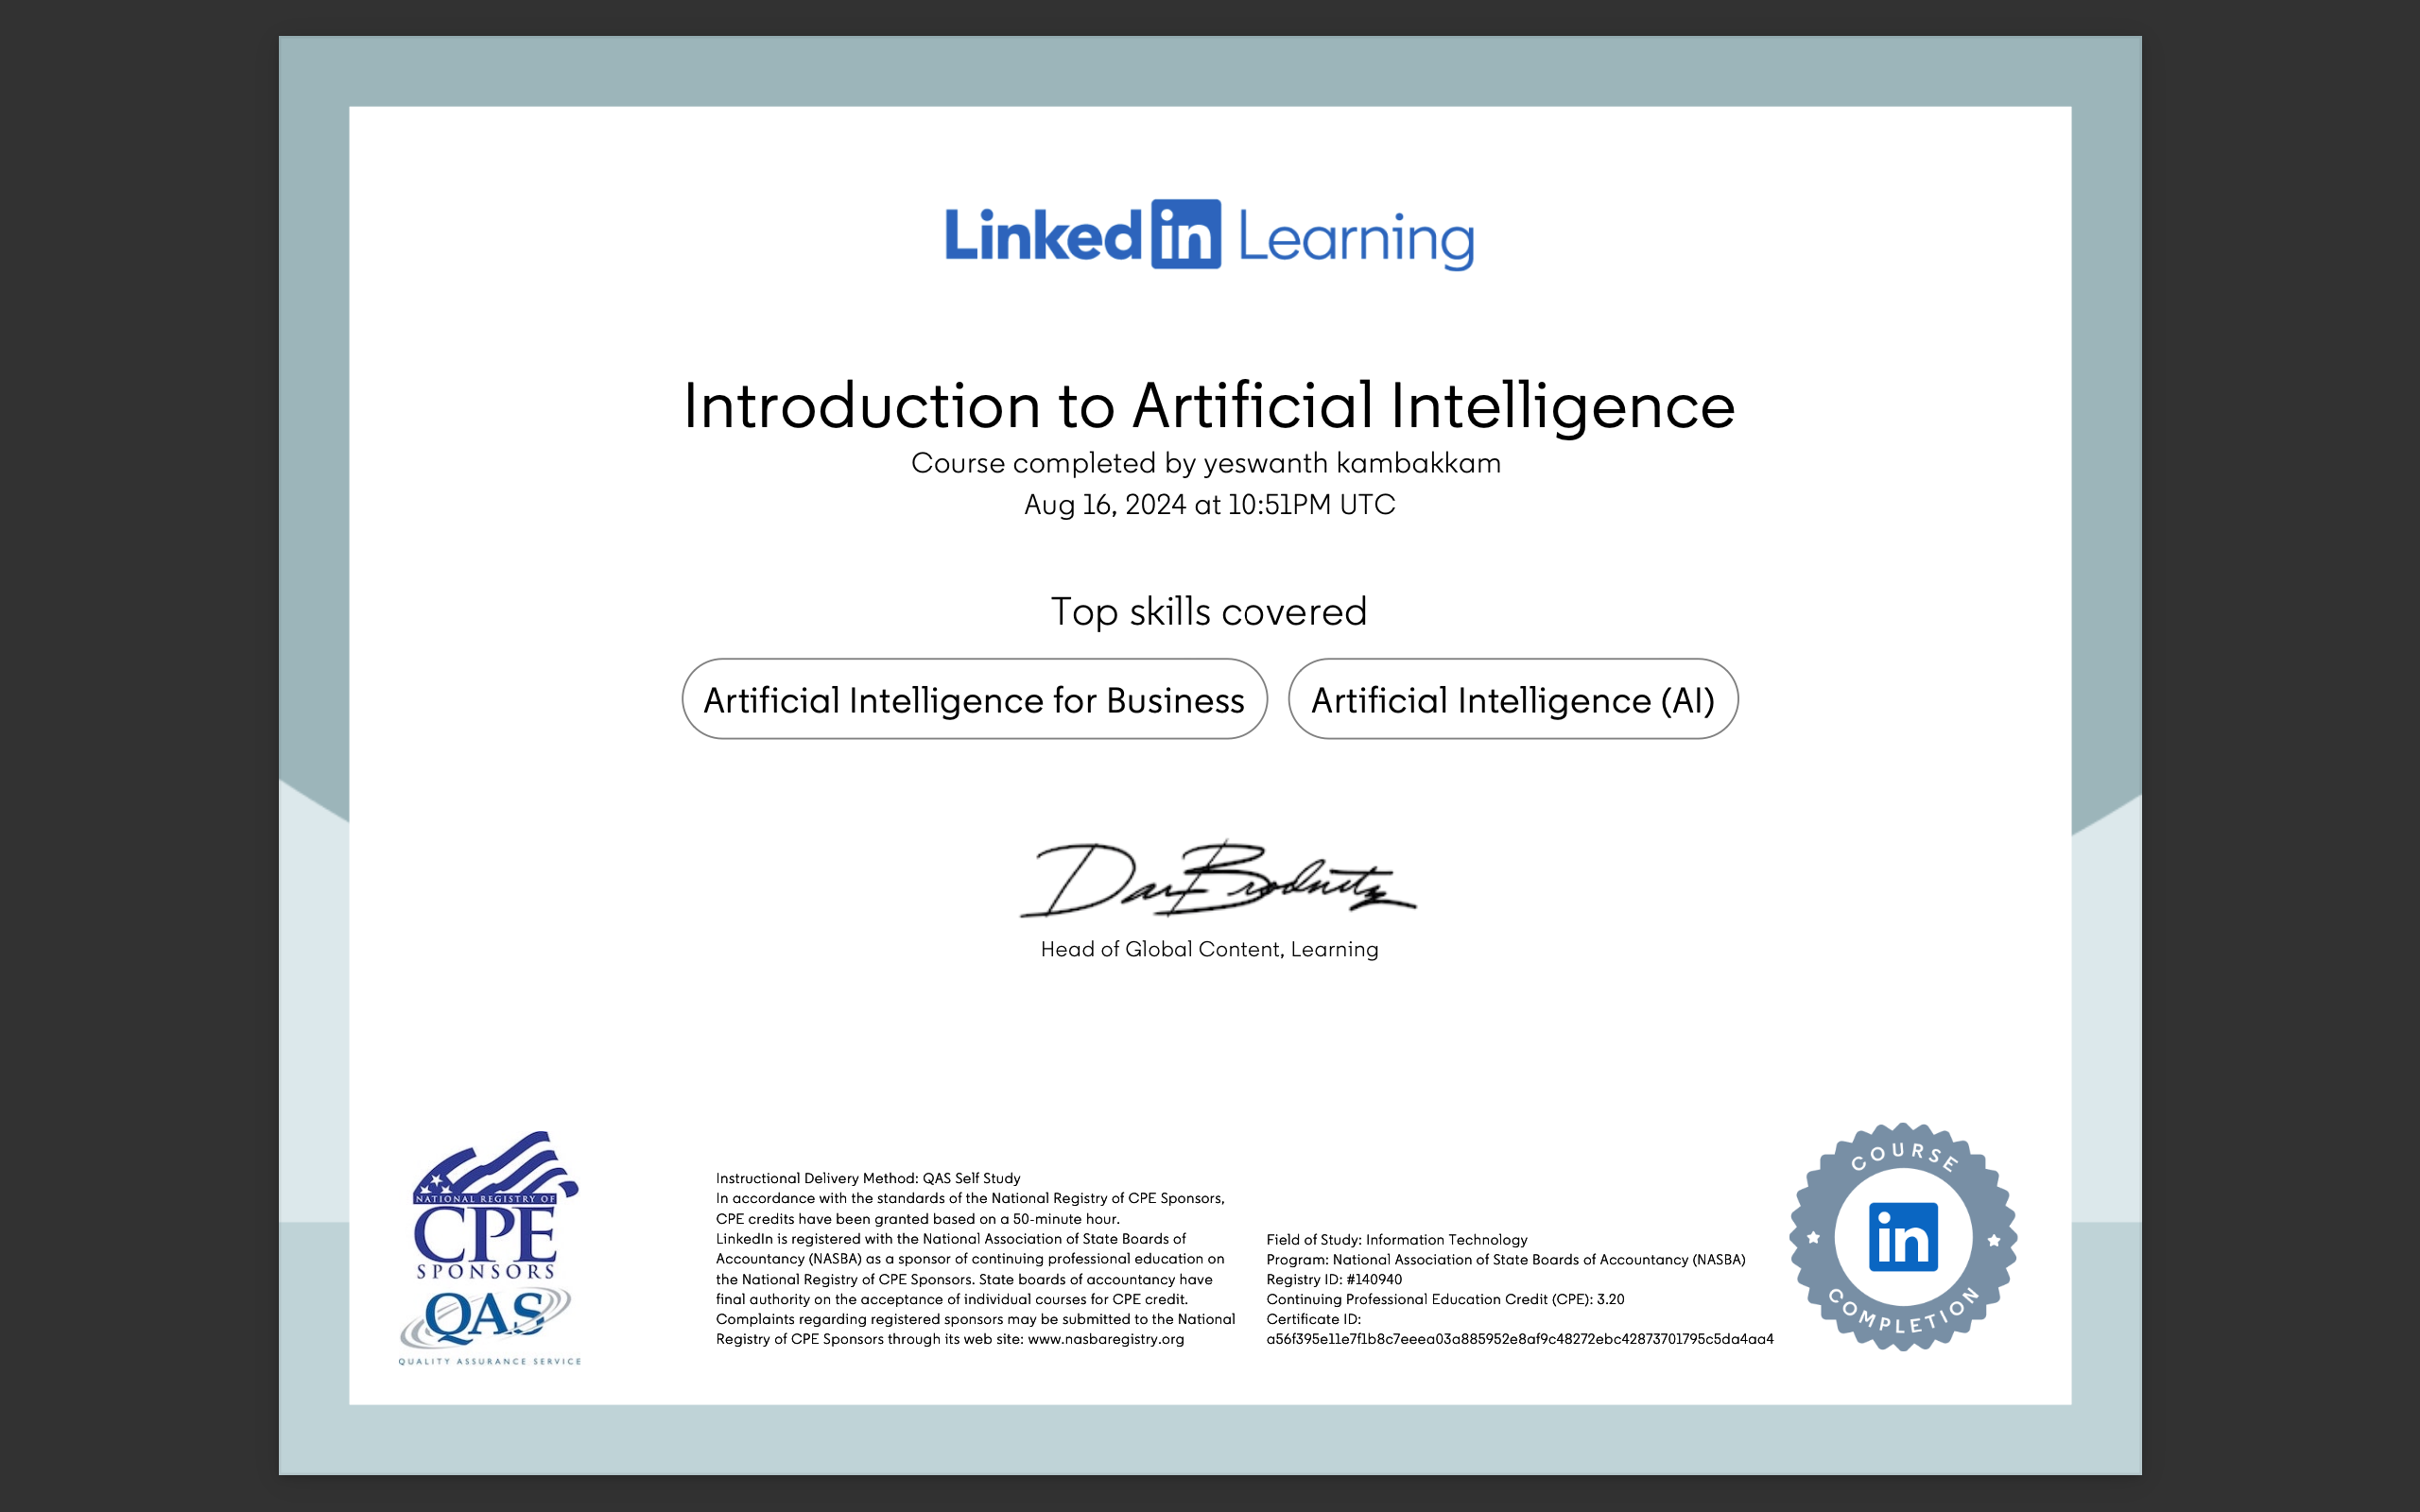 Linked in Learning
Introduction to Artificial Intelligence
Course completed by yeswanth kambakkam
Aug 16, 2024 at 10:51PM UTC
Top skills covered
Artificial Intelligence for Business
Artificial Intelligence (AI)
Dan Brodnitz
Head of Global Content, Learning
NATIONAL REGISTRY OF
CPE
SPONSORS
QAS
QUALITY ASSURANCE SERVICE
Instructional Delivery Method: QAS Self Study
In accordance with the standards of the National Registry of CPE Sponsors,
CPE credits have been granted based on a 50-minute hour.
LinkedIn is registered with the National Association of State Boards of
Accountancy (NASBA) as a sponsor of continuing professional education on
the National Registry of CPE Sponsors. State boards of accountancy have
final authority on the acceptance of individual courses for CPE credit.
Complaints regarding registered sponsors may be submitted to the National
Registry of CPE Sponsors through its web site: www.nasbaregistry.org
Field of Study: Information Technology
Program: National Association of State Boards of Accountancy (NASBA)
Registry ID: #140940
Continuing Professional Education Credit (CPE): 3.20
Certificate ID:
a56f395e11e7f1b8c7eeea03a885952e8af9c48272ebc42873701795c5da4aa4
COURSE
in
COMPLETION